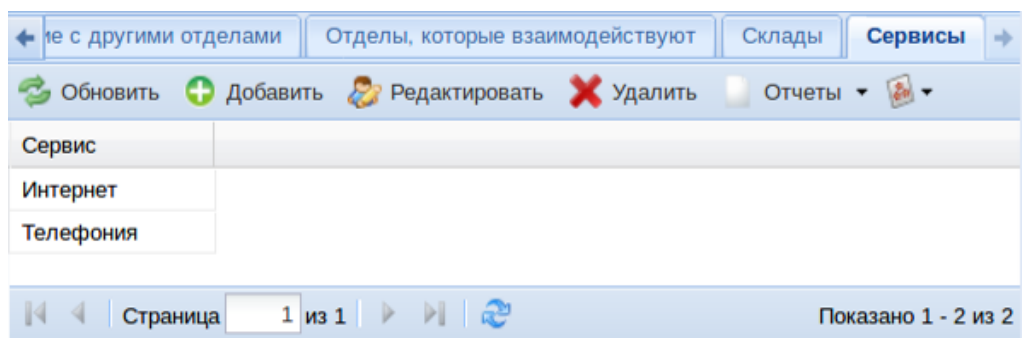 с другими отделами Отделы, которые взаимодействуют Склады Сервисы
Обновить Добавить Редактировать Удалить Отчеты
Сервис
Интернет
Телефония
Страница 1 из 1 Показано 1 - 2 из 2